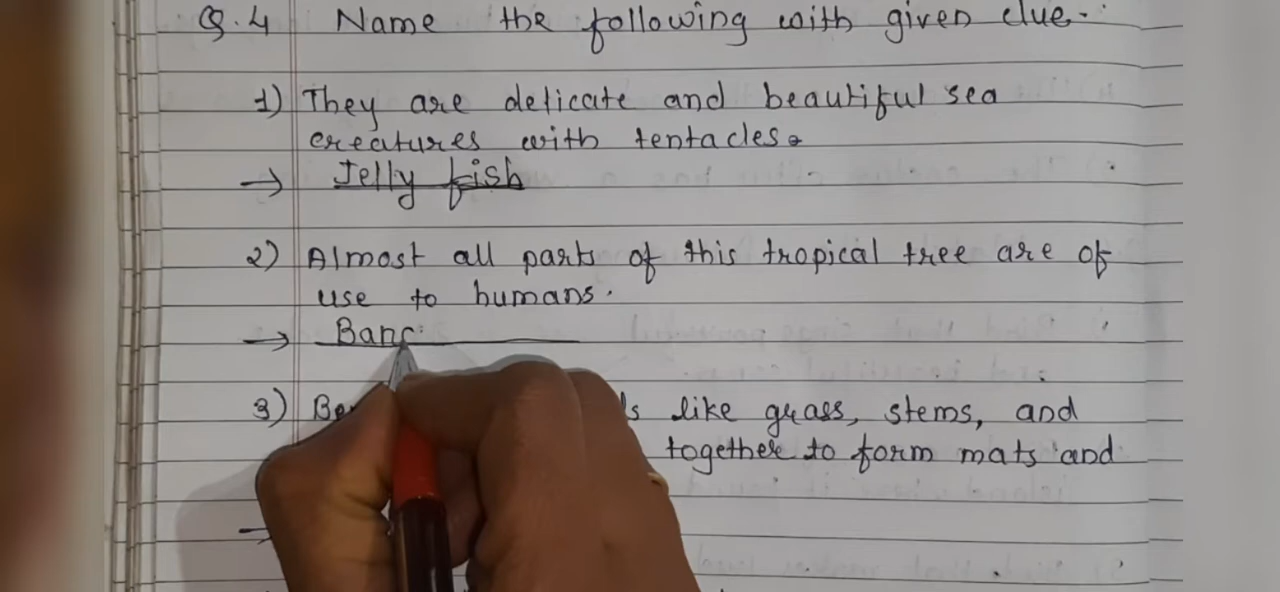 Q.4 Name the following with given clue.
1) They are delicate and beautiful sea
creatures with tentacles.
→ Jelly fish
2) Almost all parts of this tropical tree are of
use to humans.
→ Ban
3) like grass, stems, and
together to form mats and
→